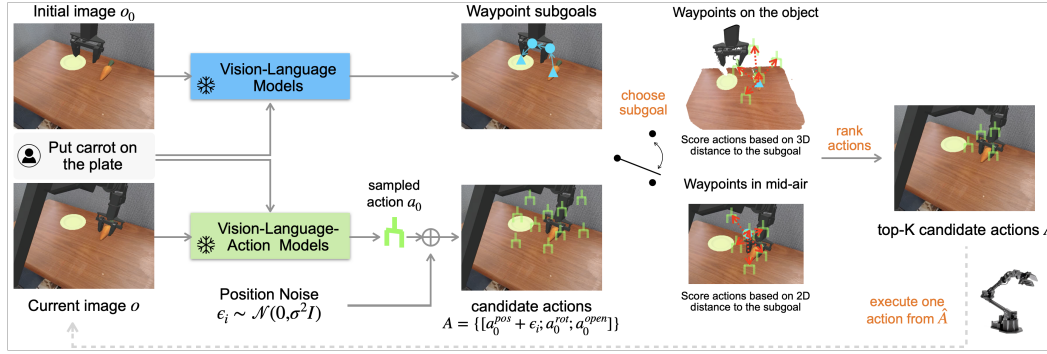 Initial image o₀
Vision-Language
Models
Waypoint subgoals
Waypoints on the object
choose
subgoal
Score actions based on 3D
distance to the subgoal
Put carrot on
the plate
rank
actions
sampled
action a₀
Waypoints in mid-air
Vision-Language-
Action Models
top-K candidate actions
Current image o
Position Noise
ϵᵢ ∼ 𝒩(0,σ²I)
candidate actions
A = {[a₀ᵖᵒˢ + ϵᵢ; a₀ʳᵒᵗ; a₀ᵒᵖᵉⁿ]}
Score actions based on 2D
distance to the subgoal
execute one
action from Â